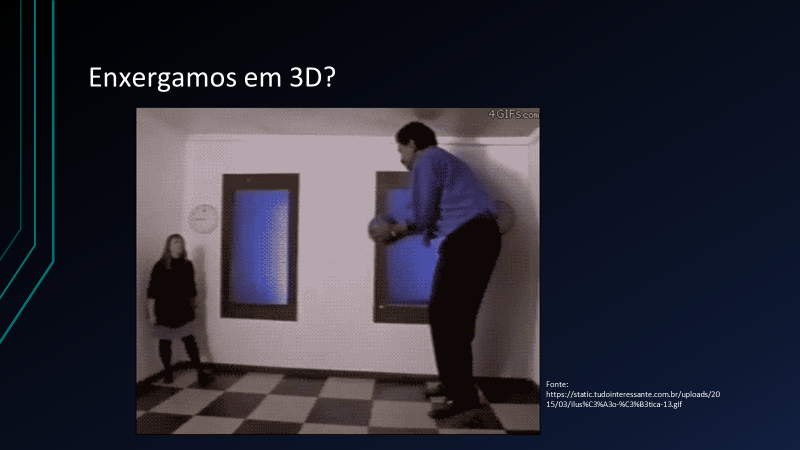 Enxergamos em 3D?
4GIFs.com
Fonte:
https://static.tudointeressante.com.br/uploads/20
15/03/ilus%C3%A3o-%C3%B3tica-13.gif